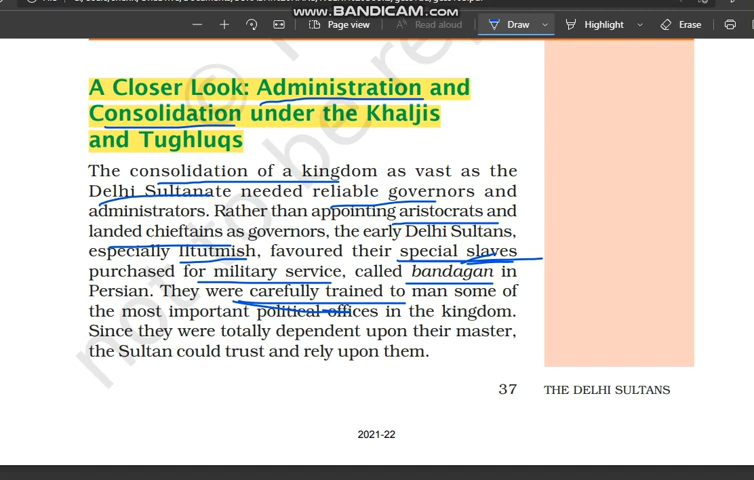 www.BANDICAM.com
Page view
Read aloud
Draw
Highlight
Erase
A Closer Look: Administration and
Consolidation under the Khaljis
and Tughluqs
The consolidation of a kingdom as vast as the
Delhi Sultanate needed reliable governors and
administrators. Rather than appointing aristocrats and
landed chieftains as governors, the early Delhi Sultans,
especially Iltutmish, favoured their special slaves
purchased for military service, called bandagan in
Persian. They were carefully trained to man some of
the most important political offices in the kingdom.
Since they were totally dependent upon their master,
the Sultan could trust and rely upon them.
37 THE DELHI SULTANS
2021-22
not to be re